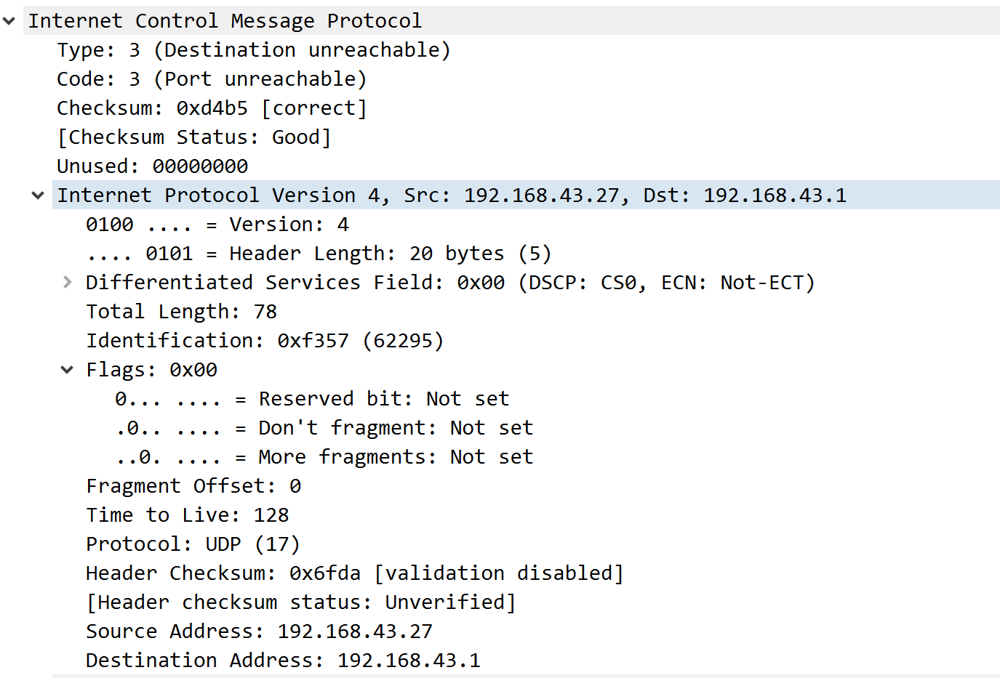 Internet Control Message Protocol
Type: 3 (Destination unreachable)
Code: 3 (Port unreachable)
Checksum: 0xd4b5 [correct]
[Checksum Status: Good]
Unused: 00000000
Internet Protocol Version 4, Src: 192.168.43.27, Dst: 192.168.43.1
0100 .... = Version: 4
.... 0101 = Header Length: 20 bytes (5)
Differentiated Services Field: 0x00 (DSCP: CS0, ECN: Not-ECT)
Total Length: 78
Identification: 0xf357 (62295)
Flags: 0x00
0... .... = Reserved bit: Not set
.0.. .... = Don't fragment: Not set
..0. .... = More fragments: Not set
Fragment Offset: 0
Time to Live: 128
Protocol: UDP (17)
Header Checksum: 0x6fda [validation disabled]
[Header checksum status: Unverified]
Source Address: 192.168.43.27
Destination Address: 192.168.43.1